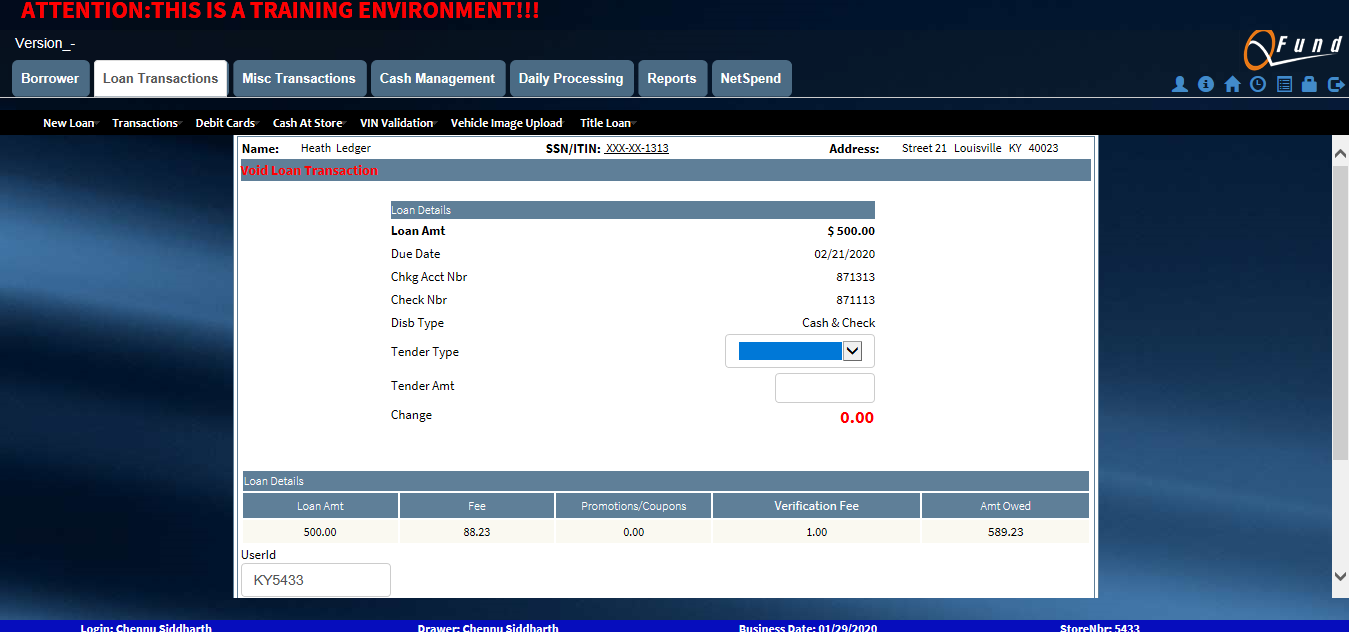 ATTENTION:THIS IS A TRAINING ENVIRONMENT!!!
Version_-
QFund
Borrower Loan Transactions Misc Transactions Cash Management Daily Processing Reports NetSpend
New Loan Transactions Debit Cards Cash At Store VIN Validation Vehicle Image Upload Title Loan
Name: Heath Ledger SSN/ITIN: XXX-XX-1313 Address: Street 21 Louisville KY 40023
Void Loan Transaction
Loan Details
Loan Amt $ 500.00
Due Date 02/21/2020
Chkg Acct Nbr 871313
Check Nbr 871113
Disb Type Cash & Check
Tender Type
Tender Amt
Change 0.00
Loan Details
Loan Amt Fee Promotions/Coupons Verification Fee Amt Owed
500.00 88.23 0.00 1.00 589.23
UserId
KY5433
Login: Chennu Siddharth Drawer: Chennu Siddharth Business Date: 01/29/2020 StoreNbr: 5433